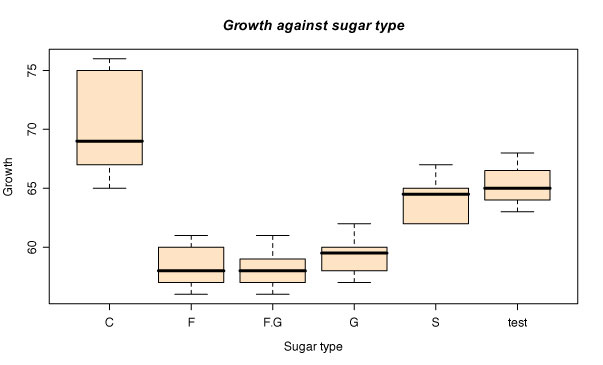 Growth against sugar type
75
70
65
60
Growth
C F F.G G S test
Sugar type